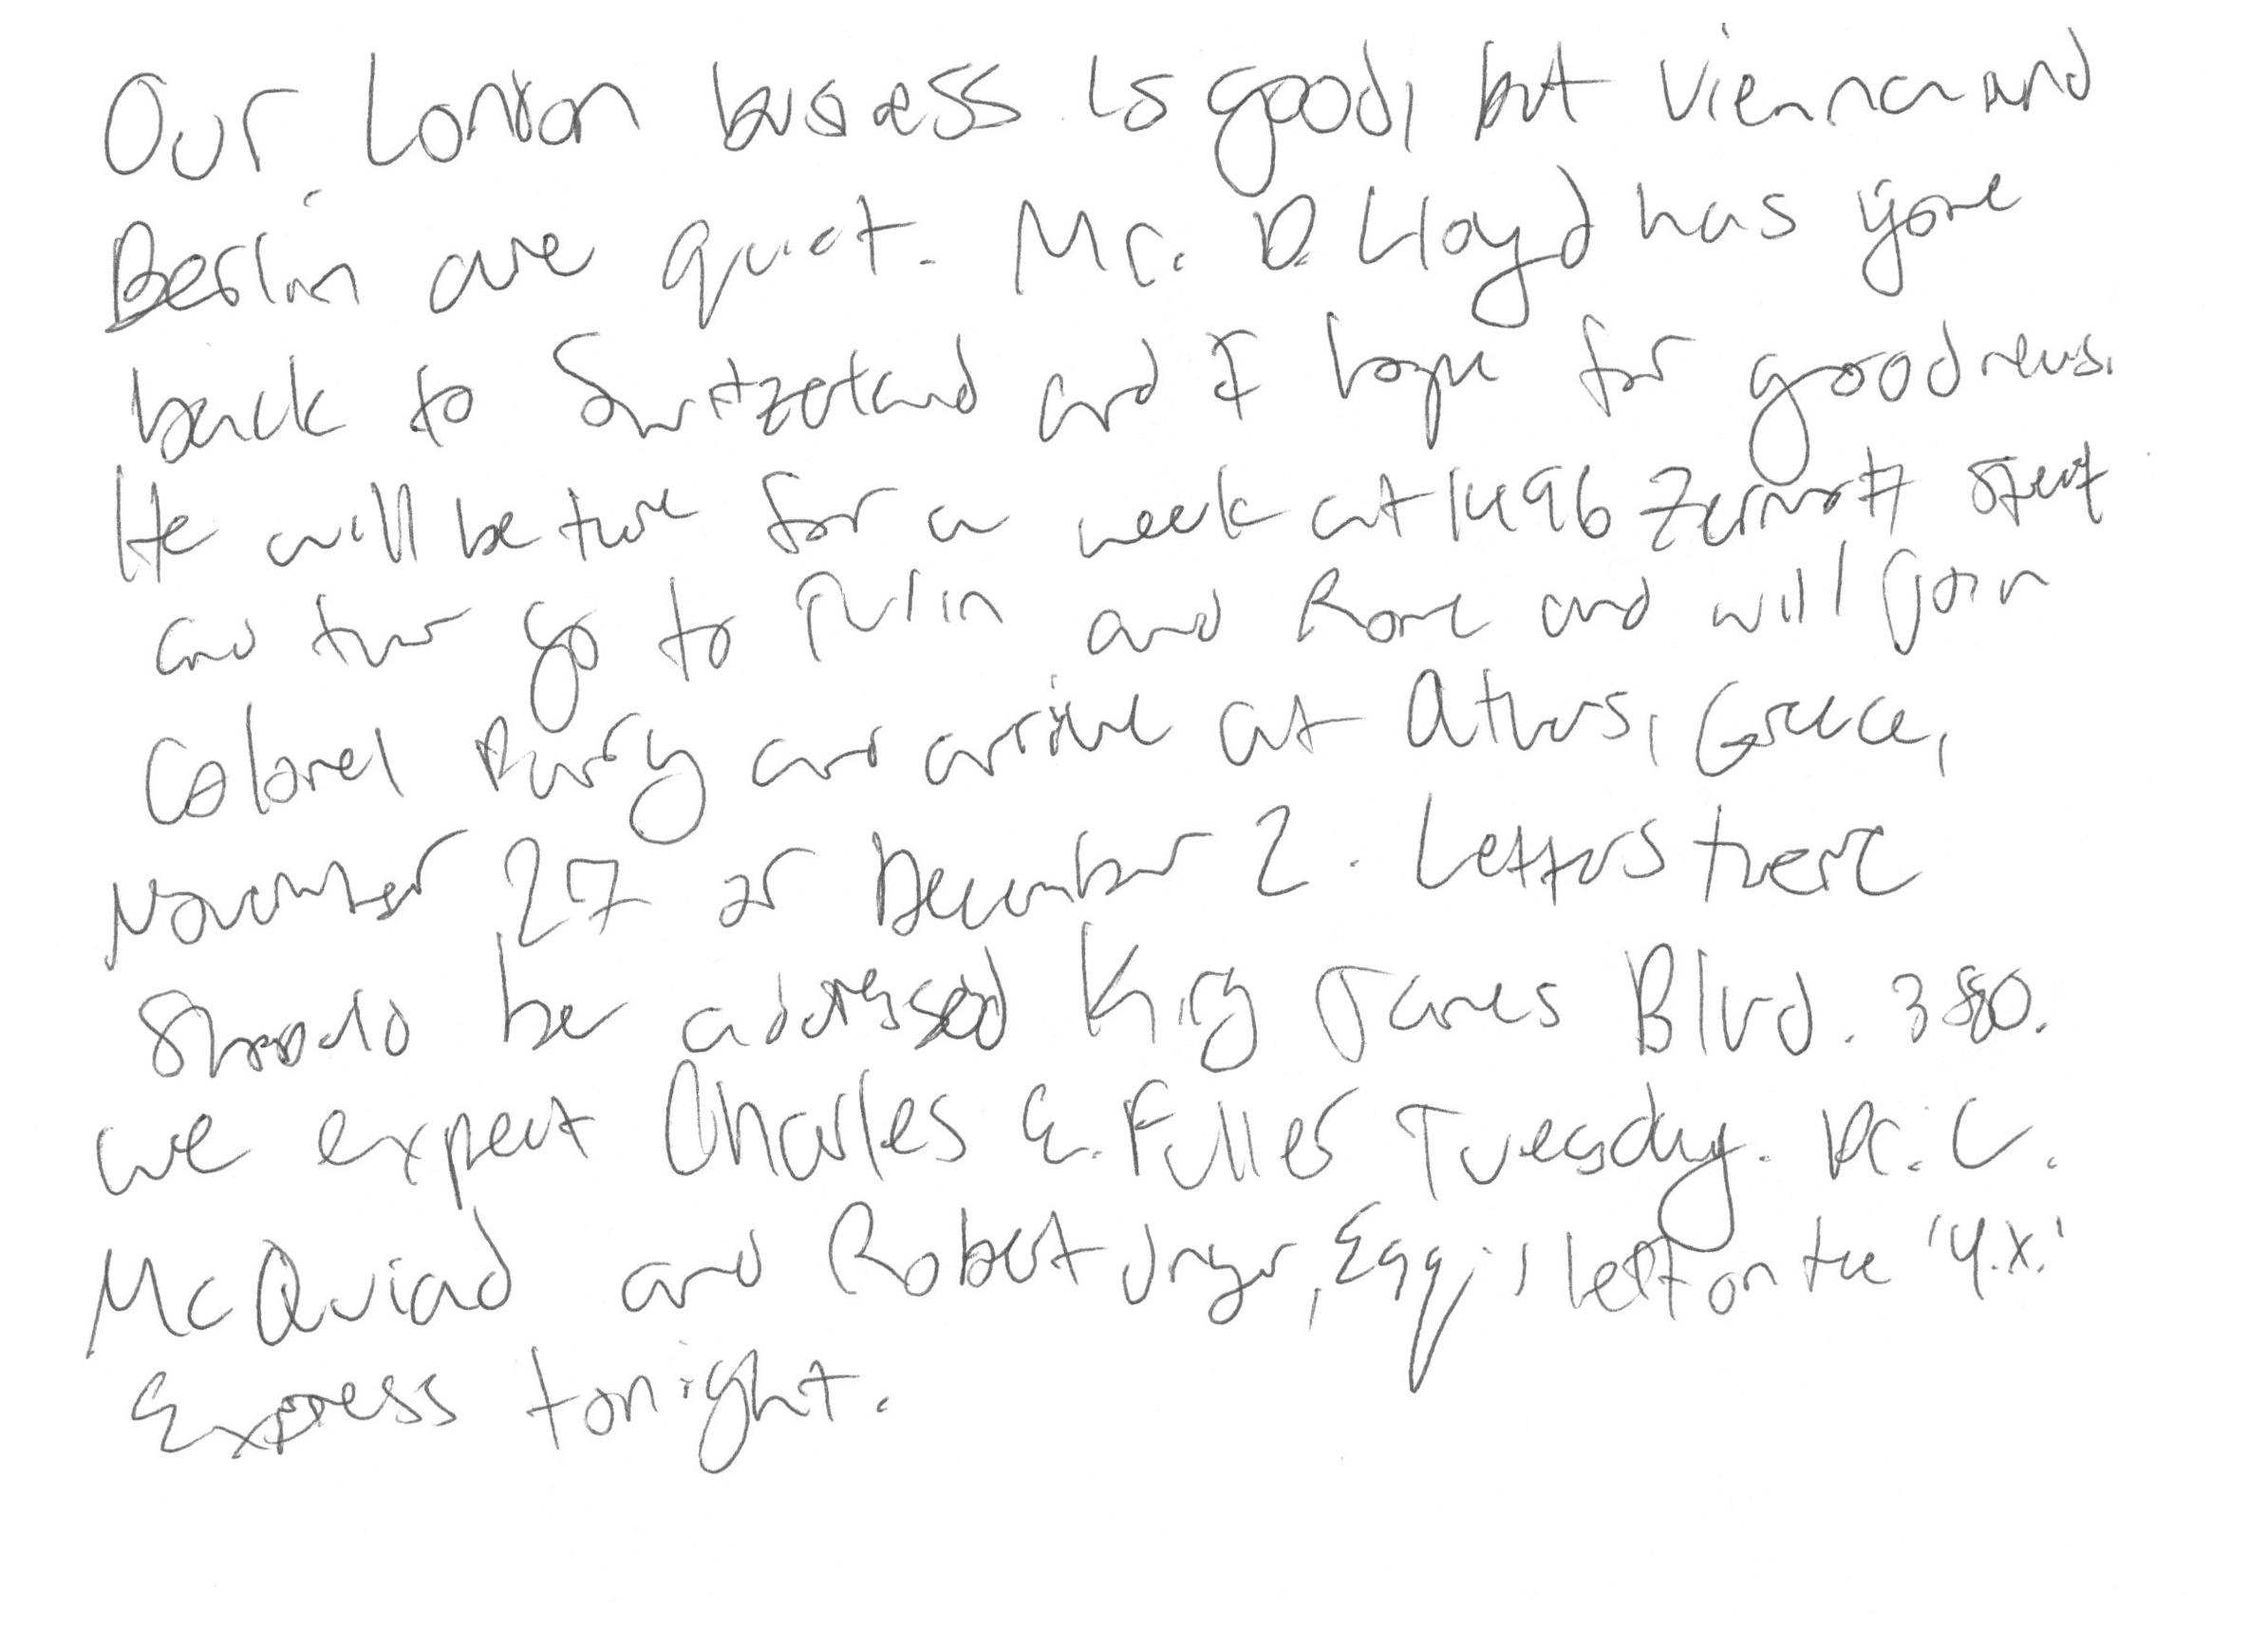 Our London business is good, but Vienna and
Berlin are quiet. Mr. D. Lloyd has gone
back to Switzerland and I hope for good news.
He will be there for a week at 1496 Zermott street
and then go to Turin and Rome and will join
Colonel Parry and arrive at Athens, Greece,
November 27 or December 2. Letters there
should be addressed King James Blvd. 380.
We expect Charles E. Fuller Tuesday. Dr. L.
McQuaid and Robert Unger, Esq., left on the 'Y.X.'
Express tonight.